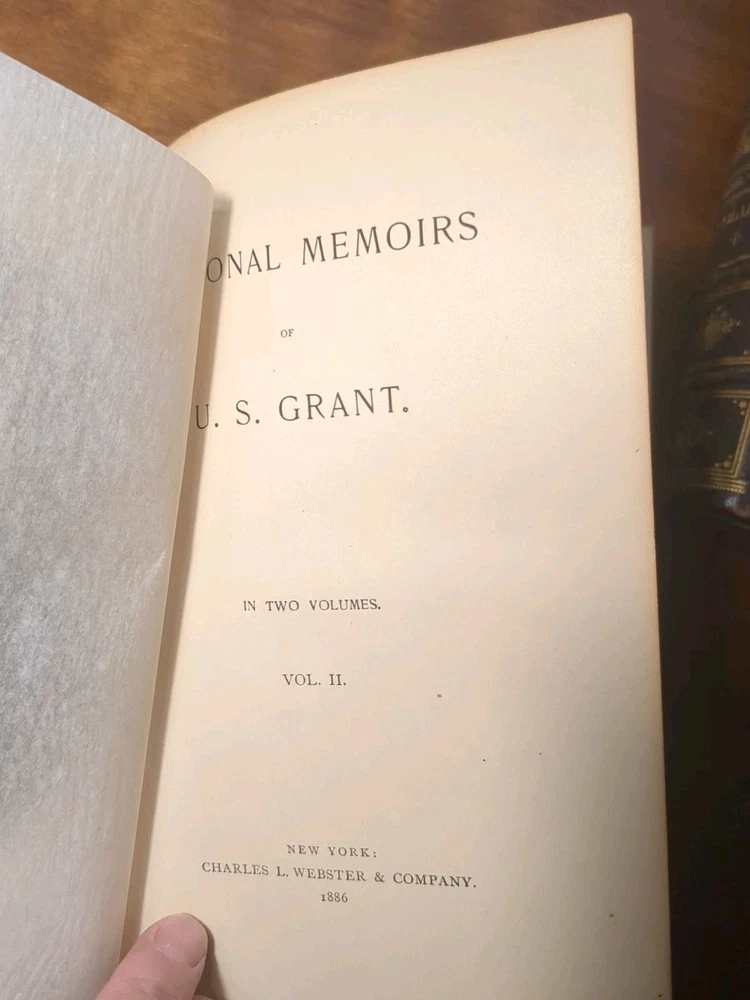 ONAL MEMOIRS
OF
U. S. GRANT.
IN TWO VOLUMES.
VOL. II.
NEW YORK:
CHARLES L. WEBSTER & COMPANY.
1886